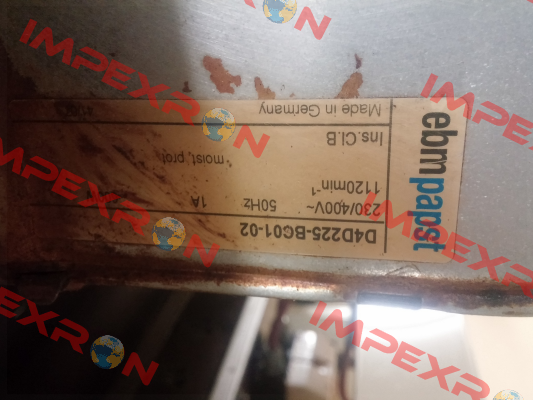 ebmpapst
D4D225-BC01-02
230/400V~ 50Hz 1A
1120min⁻¹
moist. prot
Ins.Cl.B
Made in Germany
IMPEXRON
IMPEXRON
IMPEXRON
IMPEXRON
IMPEXRON